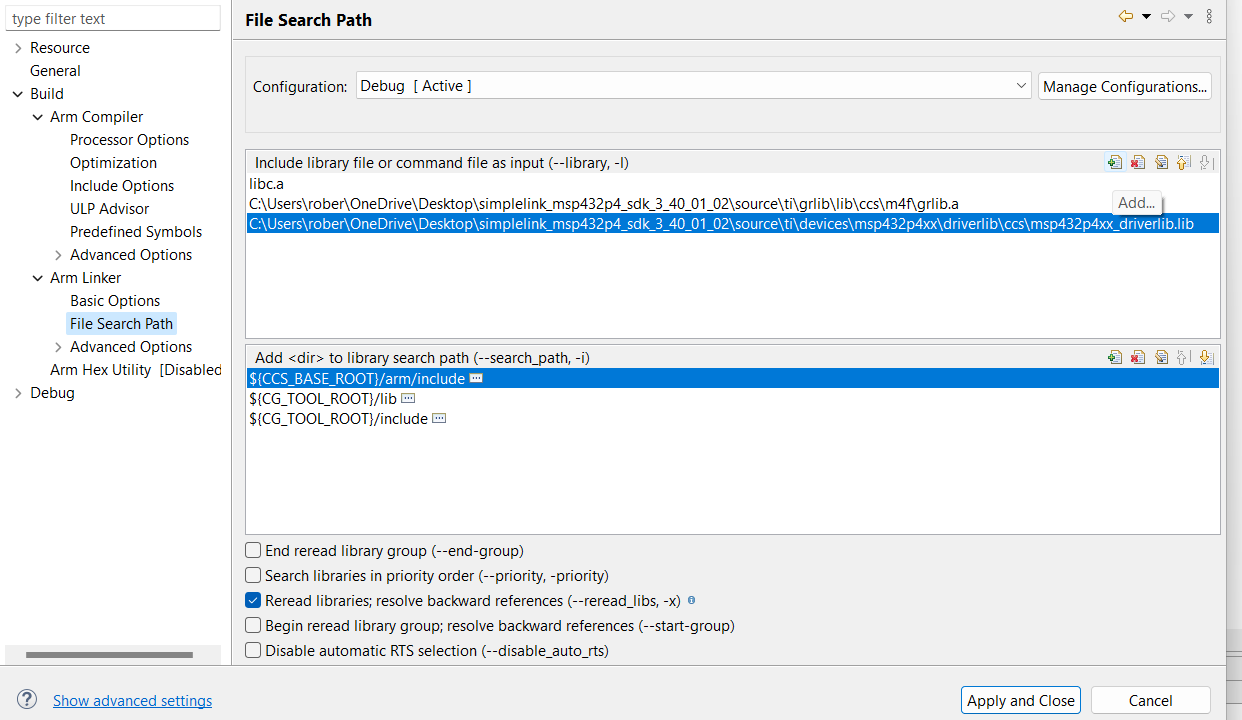 type filter text
Resource
General
Build
Arm Compiler
Processor Options
Optimization
Include Options
ULP Advisor
Predefined Symbols
Advanced Options
Arm Linker
Basic Options
File Search Path
Advanced Options
Arm Hex Utility [Disabled
Debug
File Search Path
Configuration: Debug [ Active ] Manage Configurations...
Include library file or command file as input (--library, -l)
libc.a
C:\Users\rober\OneDrive\Desktop\simplelink_msp432p4_sdk_3_40_01_02\source\ti\grlib\lib\ccs\m4f\grlib.a
Add...
C:\Users\rober\OneDrive\Desktop\simplelink_msp432p4_sdk_3_40_01_02\source\ti\devices\msp432p4xx\driverlib\ccs\msp432p4xx_driverlib.lib
Add <dir> to library search path (--search_path, -i)
${CCS_BASE_ROOT}/arm/include
${CG_TOOL_ROOT}/lib
${CG_TOOL_ROOT}/include
End reread library group (--end-group)
Search libraries in priority order (--priority, -priority)
Reread libraries; resolve backward references (--reread_libs, -x)
Begin reread library group; resolve backward references (--start-group)
Disable automatic RTS selection (--disable_auto_rts)
Show advanced settings
Apply and Close Cancel